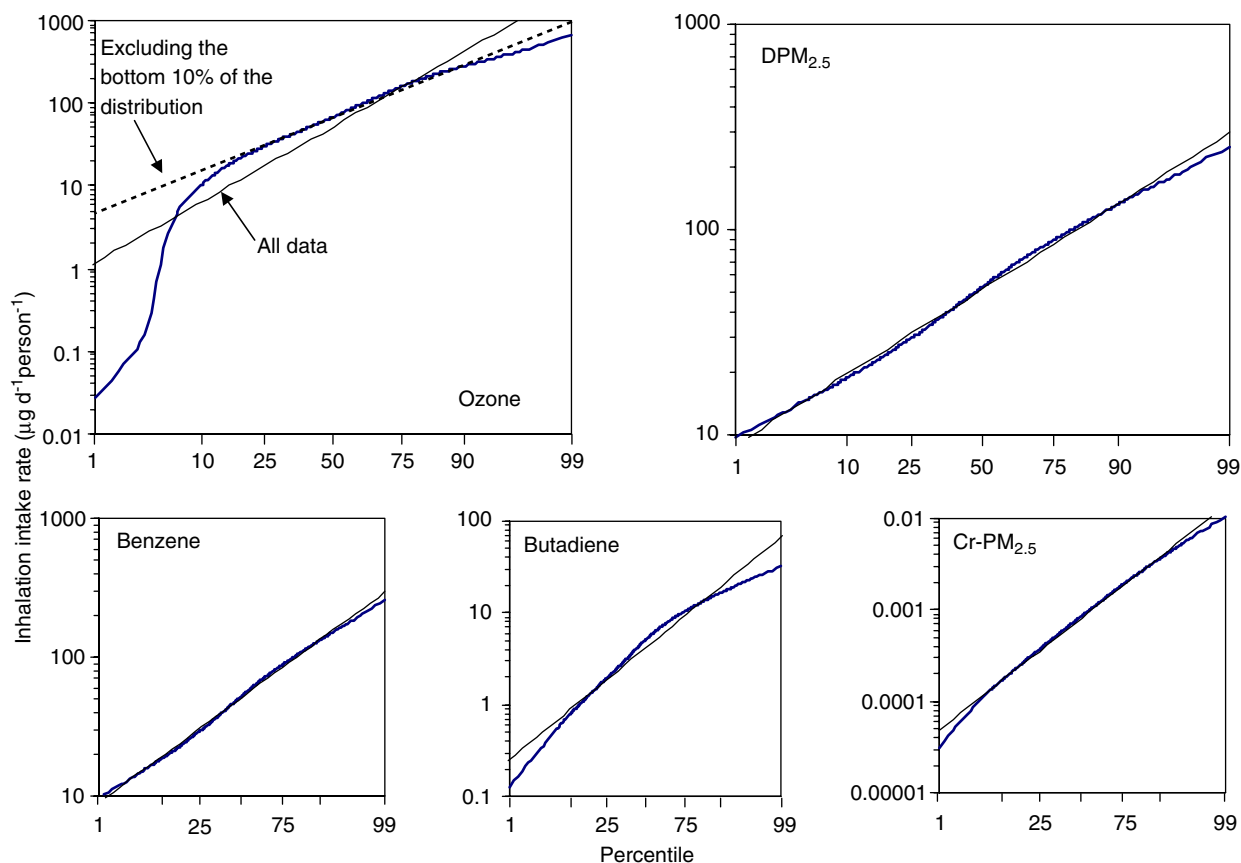 Inhalation intake rate (µg d⁻¹person⁻¹)
1000
100
10
1
0.1
0.01
Excluding the
bottom 10% of the
distribution
All data
Ozone
1 10 25 50 75 90 99
1000
100
10
DPM2.5
1 10 25 50 75 90 99
1000
100
10
Benzene
1 25 75 99
100
10
1
0.1
Butadiene
1 25 75 99
0.01
0.001
0.0001
0.00001
Cr-PM2.5
1 25 75 99
Percentile